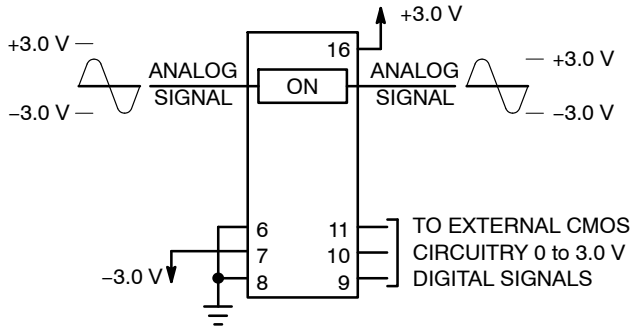 +3.0 V
+3.0 V
16
+3.0 V
ANALOG
SIGNAL
ON
ANALOG
SIGNAL
−3.0 V
−3.0 V
6
11
TO EXTERNAL CMOS
7
10
CIRCUITRY 0 to 3.0 V
−3.0 V
8
9
DIGITAL SIGNALS